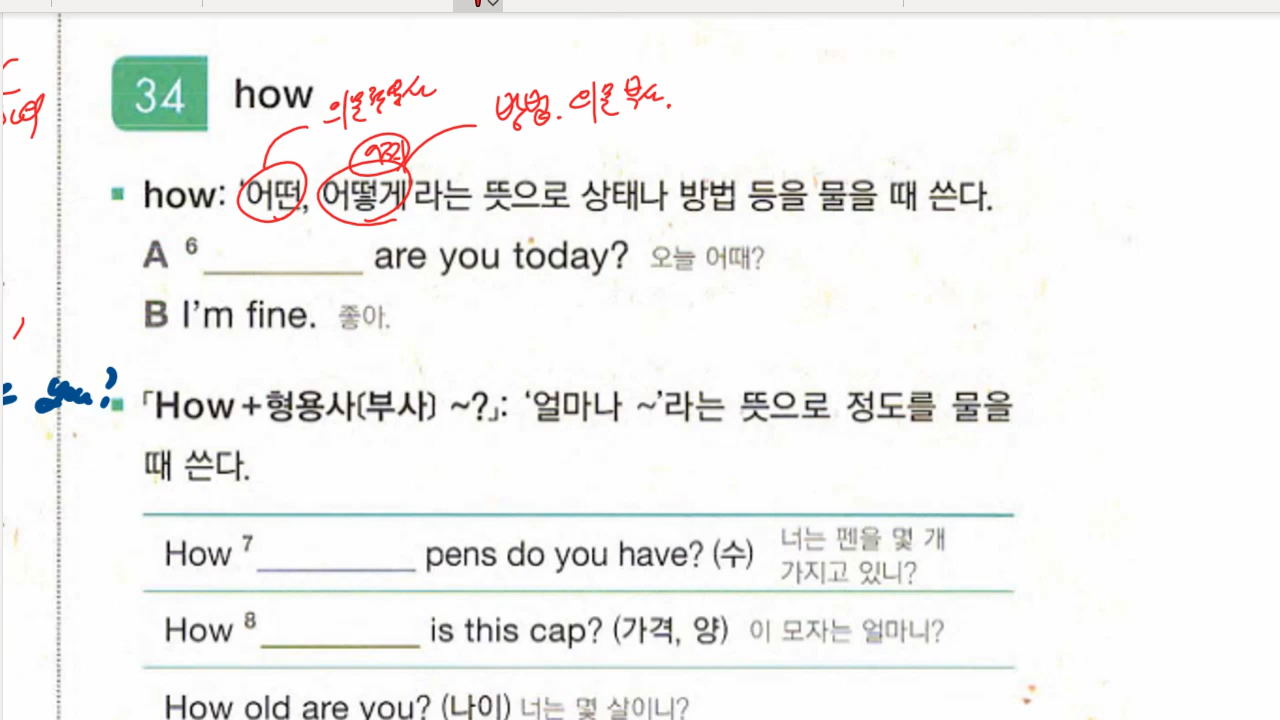 34 how
의문형용사
방법. 의문부사.
how: ‘어떤, 어떻게’라는 뜻으로 상태나 방법 등을 물을 때 쓴다.
A 6 ________ are you today? 오늘 어때?
B I’m fine. 좋아.
you?
「How+형용사(부사) ~?」: ‘얼마나 ~’라는 뜻으로 정도를 물을
때 쓴다.
How 7 ________ pens do you have? (수) 너는 펜을 몇 개
가지고 있니?
How 8 ________ is this cap? (가격, 양) 이 모자는 얼마니?
How old are you? (나이) 너는 몇 살이니?